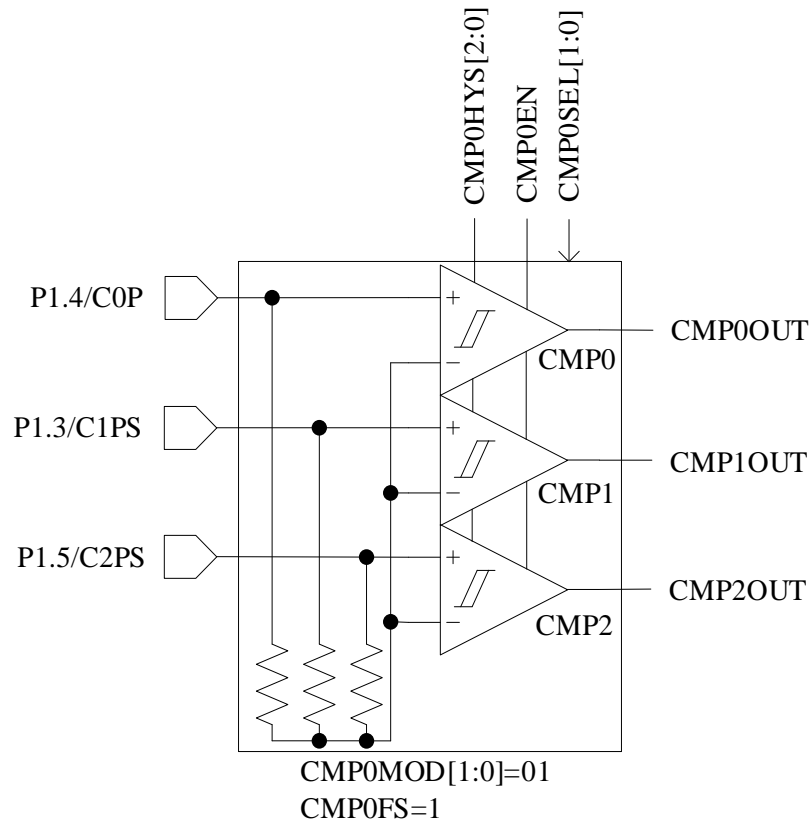 CMP0HYS[2:0]
CMP0EN
CMP0SEL[1:0]
P1.4/C0P
+
−
CMP0
CMP0OUT
P1.3/C1PS
+
−
CMP1
CMP1OUT
P1.5/C2PS
+
−
CMP2
CMP2OUT
CMP0MOD[1:0]=01
CMP0FS=1